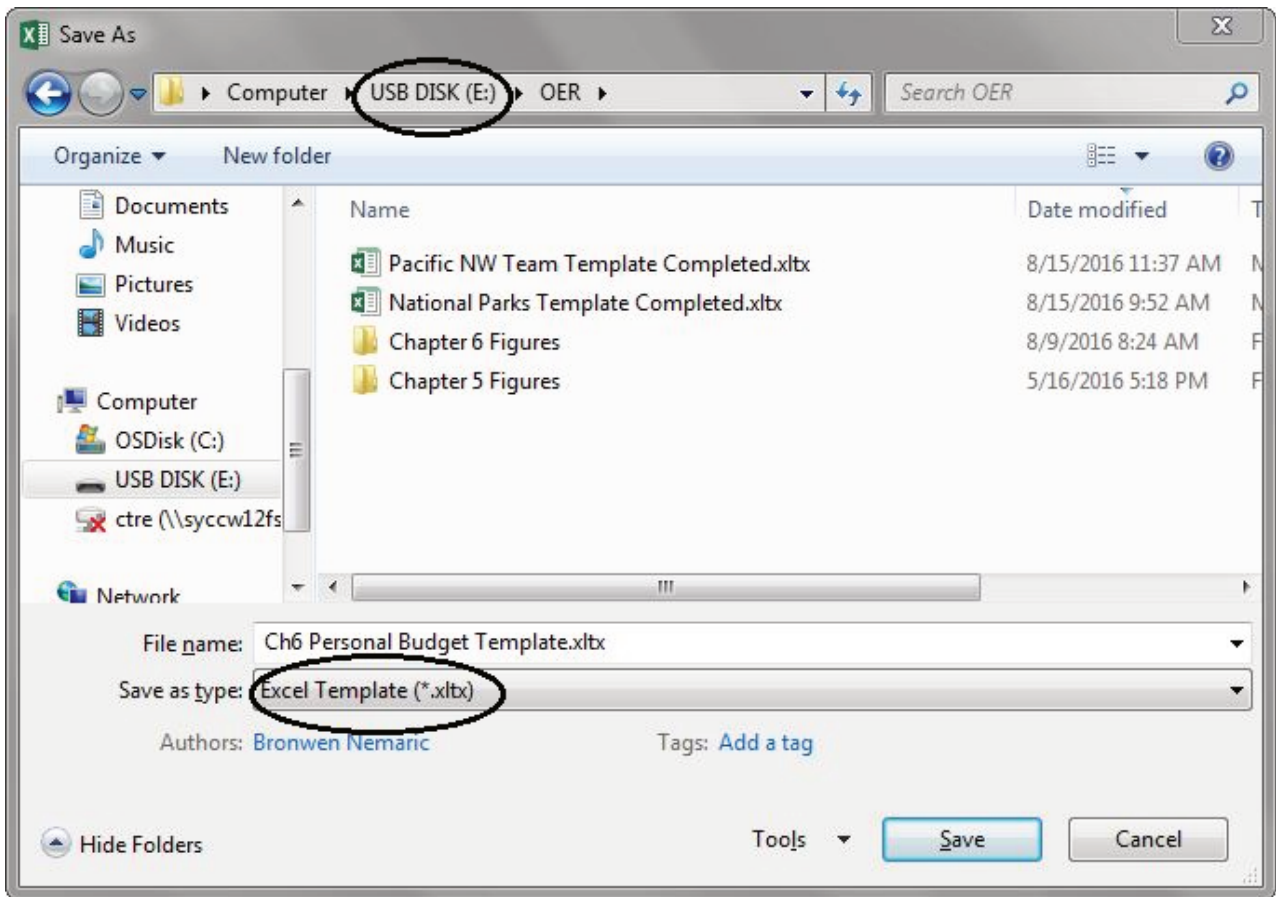 Save As
Computer USB DISK (E:) OER Search OER
Organize New folder
Documents Name Date modified T
Music Pacific NW Team Template Completed.xltx 8/15/2016 11:37 AM M
Pictures National Parks Template Completed.xltx 8/15/2016 9:52 AM M
Videos Chapter 6 Figures 8/9/2016 8:24 AM F
Chapter 5 Figures 5/16/2016 5:18 PM F
Computer
OSDisk (C:)
USB DISK (E:)
ctre (\\syccw12fs
Network
File name: Ch6 Personal Budget Template.xltx
Save as type: Excel Template (*.xltx)
Authors: Bronwen Nemaric Tags: Add a tag
Hide Folders Tools Save Cancel